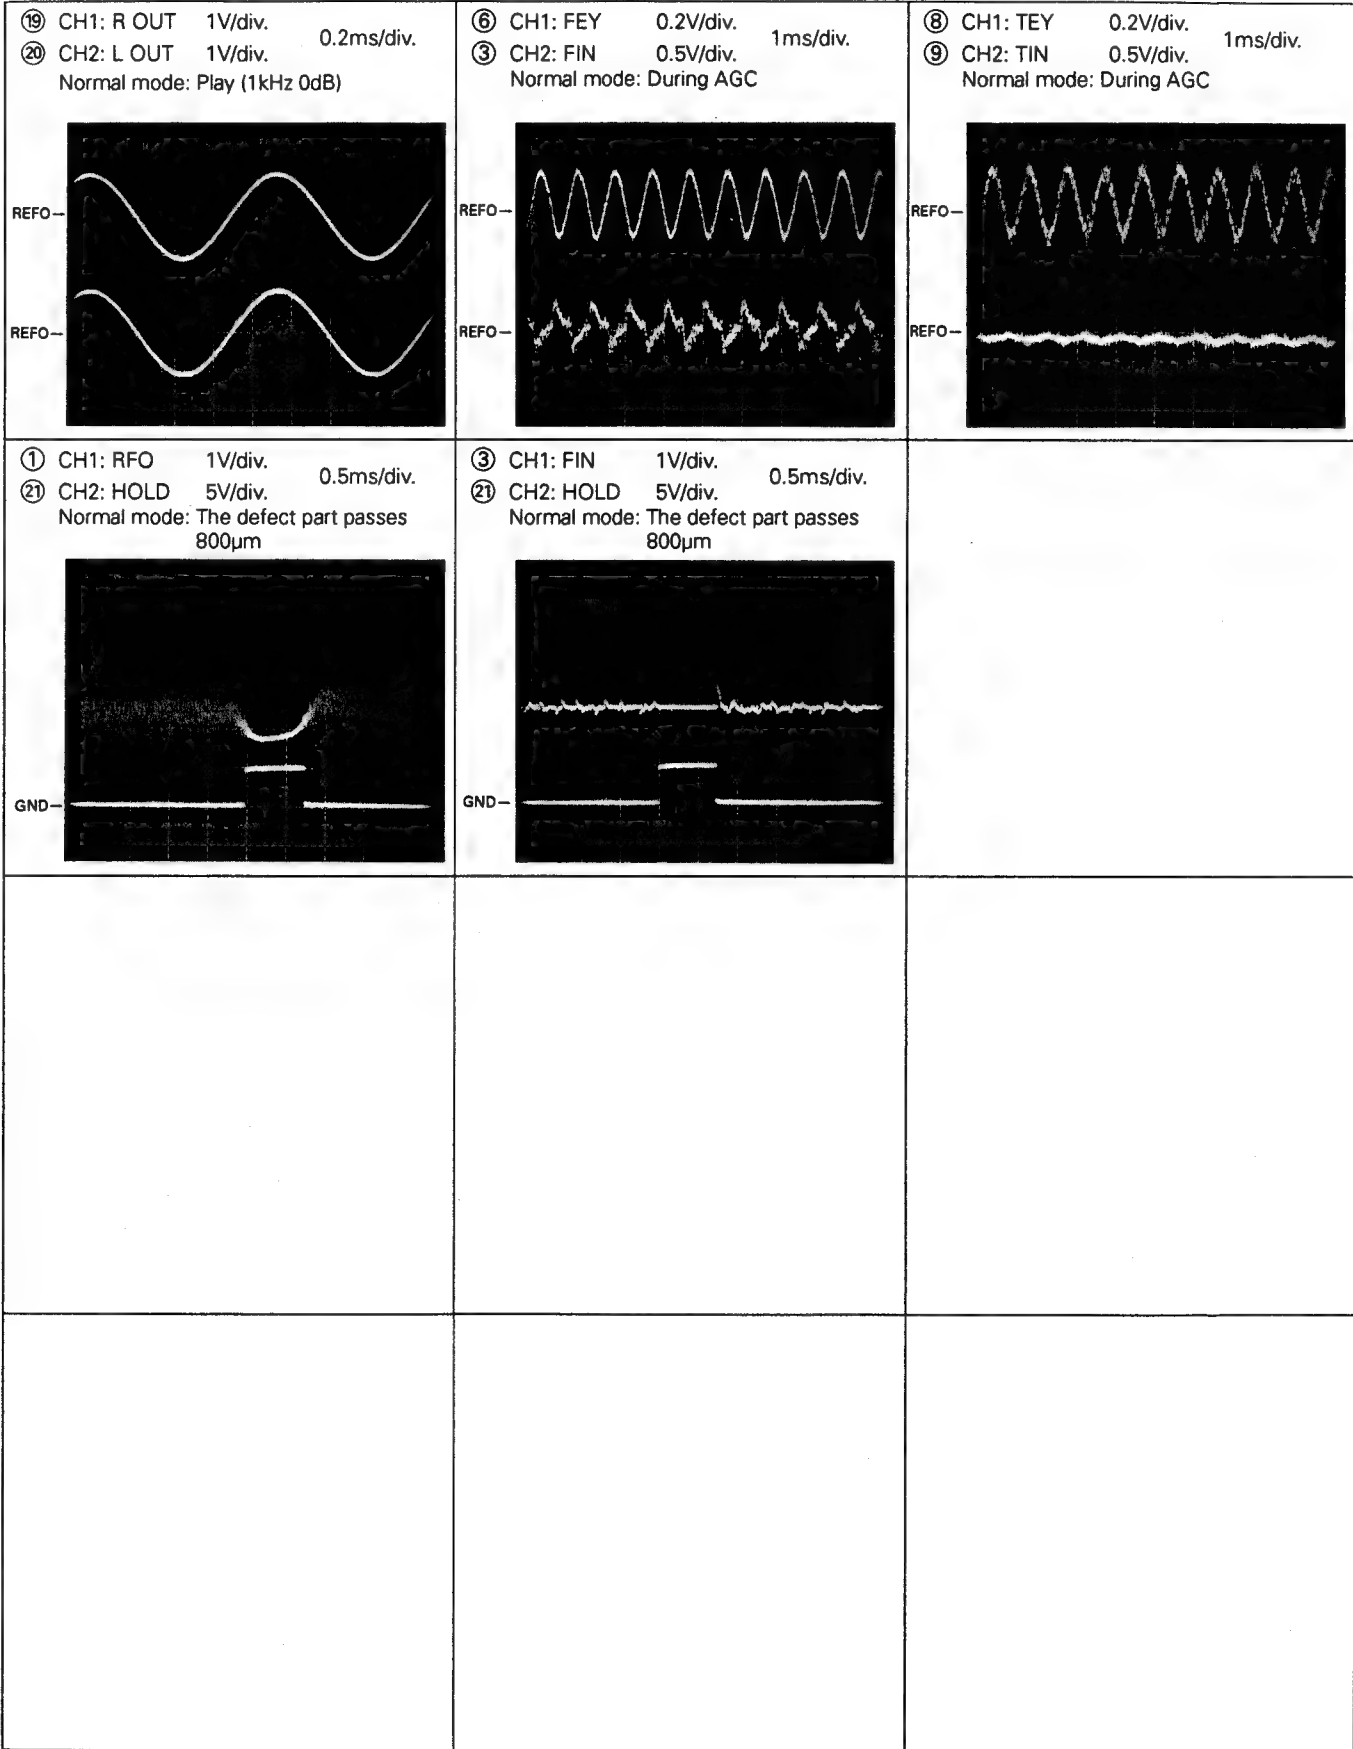 ⑲ CH1: R OUT 1V/div. 0.2ms/div.
⑳ CH2: L OUT 1V/div.
Normal mode: Play (1kHz 0dB)
REFO
REFO
⑥ CH1: FEY 0.2V/div. 1ms/div.
③ CH2: FIN 0.5V/div.
Normal mode: During AGC
REFO
REFO
⑧ CH1: TEY 0.2V/div. 1ms/div.
⑨ CH2: TIN 0.5V/div.
Normal mode: During AGC
REFO
REFO
① CH1: RFO 1V/div. 0.5ms/div.
㉑ CH2: HOLD 5V/div.
Normal mode: The defect part passes
800µm
GND
③ CH1: FIN 1V/div. 0.5ms/div.
㉑ CH2: HOLD 5V/div.
Normal mode: The defect part passes
800µm
GND